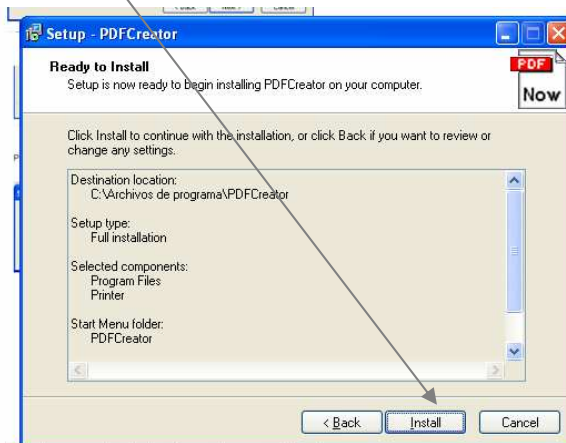 Setup - PDFCreator
Ready to Install
Setup is now ready to begin installing PDFCreator on your computer.
PDF
Now
Click Install to continue with the installation, or click Back if you want to review or
change any settings.
Destination location:
C:\Archivos de programa\PDFCreator
Setup type:
Full installation
Selected components:
Program Files
Printer
Start Menu folder:
PDFCreator
< Back
Install
Cancel